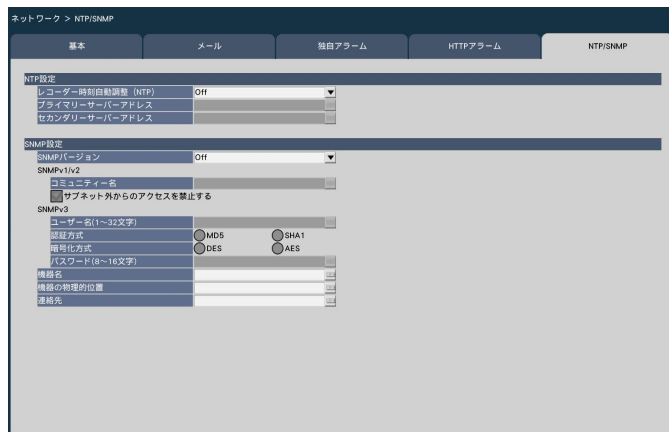 ネットワーク > NTP/SNMP
基本 メール 独自アラーム HTTPアラーム NTP/SNMP
NTP設定
レコーダー時刻自動調整（NTP） Off
プライマリーサーバーアドレス
セカンダリーサーバーアドレス
SNMP設定
SNMPバージョン Off
SNMPv1/v2
コミュニティー名
サブネット外からのアクセスを禁止する
SNMPv3
ユーザー名(1～32文字)
認証方式 MD5 SHA1
暗号化方式 DES AES
パスワード(8～16文字)
機器名
機器の物理的位置
連絡先